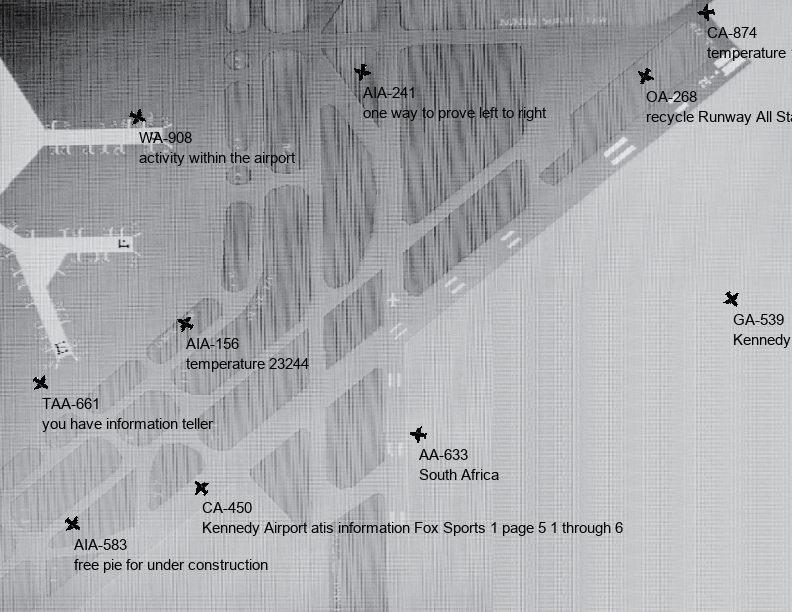 CA-874
temperature
AIA-241
one way to prove left to right
OA-268
recycle Runway All Sta
WA-908
activity within the airport
GA-539
Kennedy
AIA-156
temperature 23244
TAA-661
you have information teller
AA-633
South Africa
CA-450
Kennedy Airport atis information Fox Sports 1 page 5 1 through 6
AIA-583
free pie for under construction